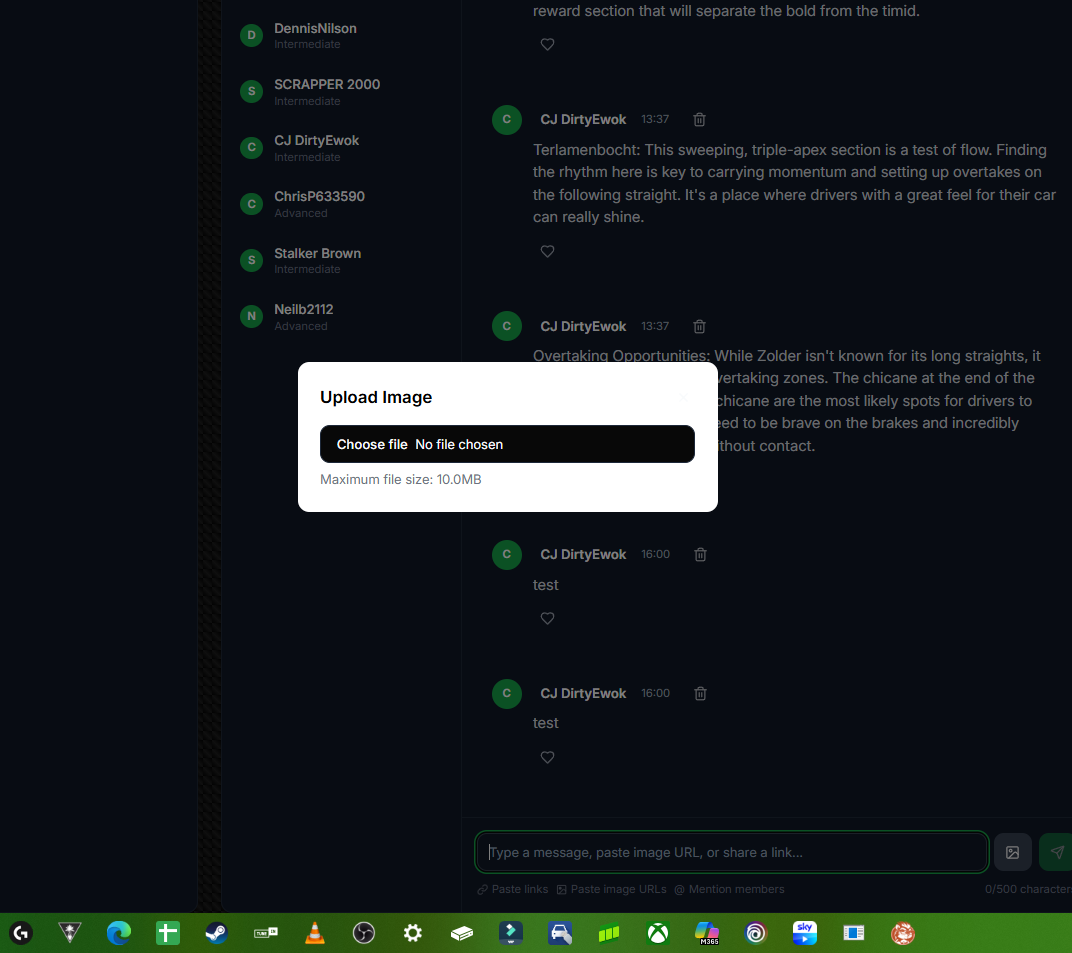 D
DennisNilson
Intermediate
S
SCRAPPER 2000
Intermediate
C
CJ DirtyEwok
Intermediate
C
ChrisP633590
Advanced
S
Stalker Brown
Intermediate
N
Neilb2112
Advanced
reward section that will separate the bold from the timid.
C
CJ DirtyEwok 13:37
Terlamenbocht: This sweeping, triple-apex section is a test of flow. Finding
the rhythm here is key to carrying momentum and setting up overtakes on
the following straight. It's a place where drivers with a great feel for their car
can really shine.
C
CJ DirtyEwok 13:37
Overtaking Opportunities: While Zolder isn't known for its long straights, it
vertaking zones. The chicane at the end of the
chicane are the most likely spots for drivers to
eed to be brave on the brakes and incredibly
ithout contact.
Upload Image
Choose file No file chosen
Maximum file size: 10.0MB
C
CJ DirtyEwok 16:00
test
C
CJ DirtyEwok 16:00
test
Type a message, paste image URL, or share a link...
Paste links Paste image URLs @ Mention members 0/500 character
sky
M365